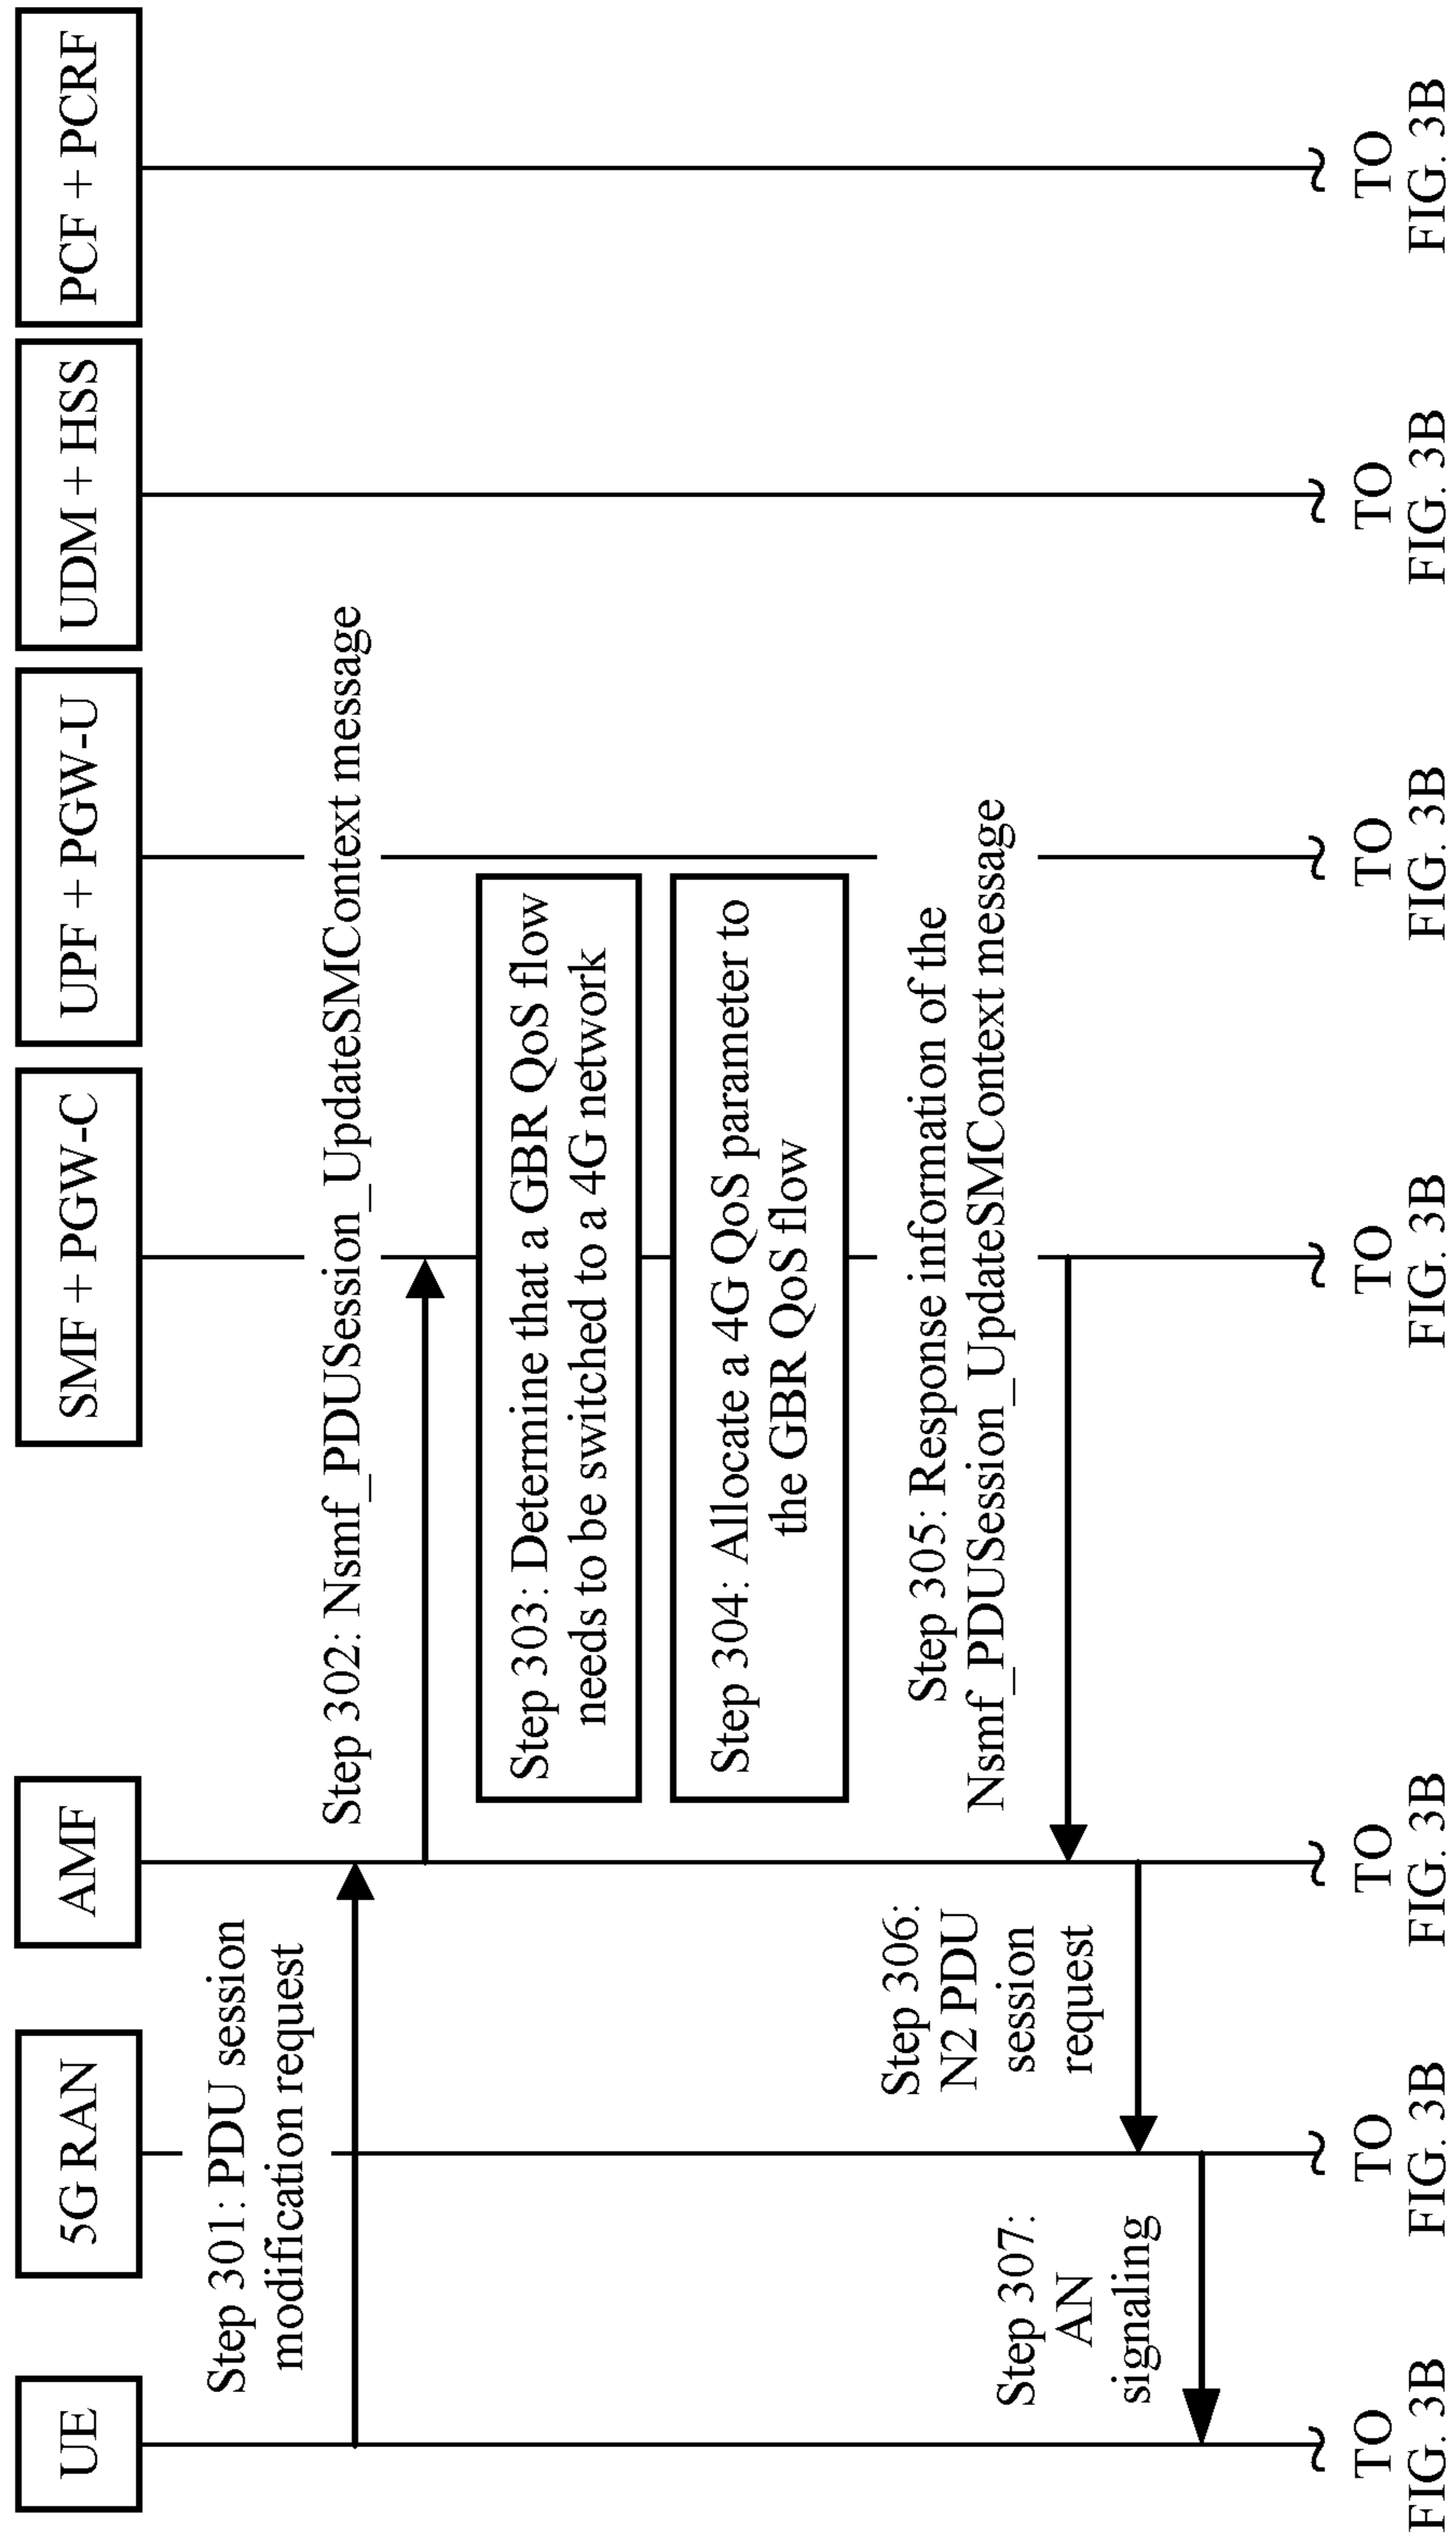 UE
5G RAN
AMF
SMF + PGW-C
UPF + PGW-U
UDM + HSS
PCF + PCRF
Step 301: PDU session
modification request
Step 302: Nsmf_PDUSession_UpdateSMContext message
Step 303: Determine that a GBR QoS flow
needs to be switched to a 4G network
Step 304: Allocate a 4G QoS parameter to
the GBR QoS flow
Step 305: Response information of the
Nsmf_PDUSession_UpdateSMContext message
Step 306:
N2 PDU
session
request
Step 307:
AN
signaling
TO
FIG. 3B
TO
FIG. 3B
TO
FIG. 3B
TO
FIG. 3B
TO
FIG. 3B
TO
FIG. 3B
TO
FIG. 3B